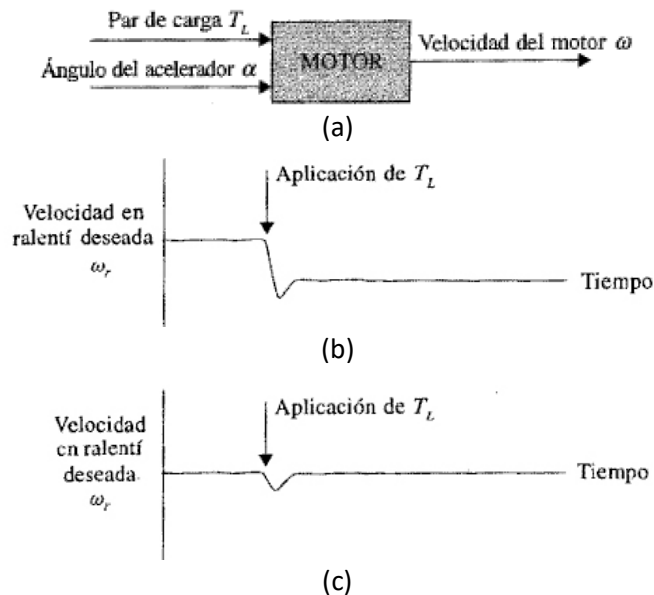 Par de carga T_L
Ángulo del acelerador α
MOTOR
Velocidad del motor ω
(a)
Aplicación de T_L
Velocidad en
ralentí deseada
ω_r
Tiempo
(b)
Aplicación de T_L
Velocidad
en ralentí
deseada
ω_r
Tiempo
(c)